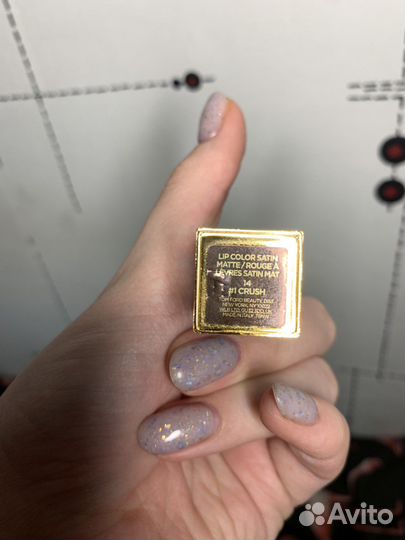 LIP COLOR SATIN
MATTE / ROUGE À
LÈVRES SATIN MAT
14
#1 CRUSH
TOM FORD BEAUTY, DIST.
NEW YORK, NY 10022
MADE IN ITALY
Avito